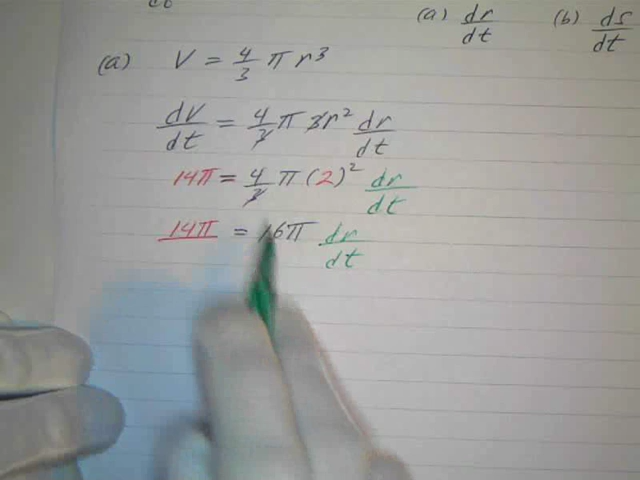 (a) dr/dt (b) ds/dt
(a) V = 4/3 π r³
dV/dt = 4/3 π 3r² dr/dt
14π = 4/3 π (2)² dr/dt
14π = 16π dr/dt